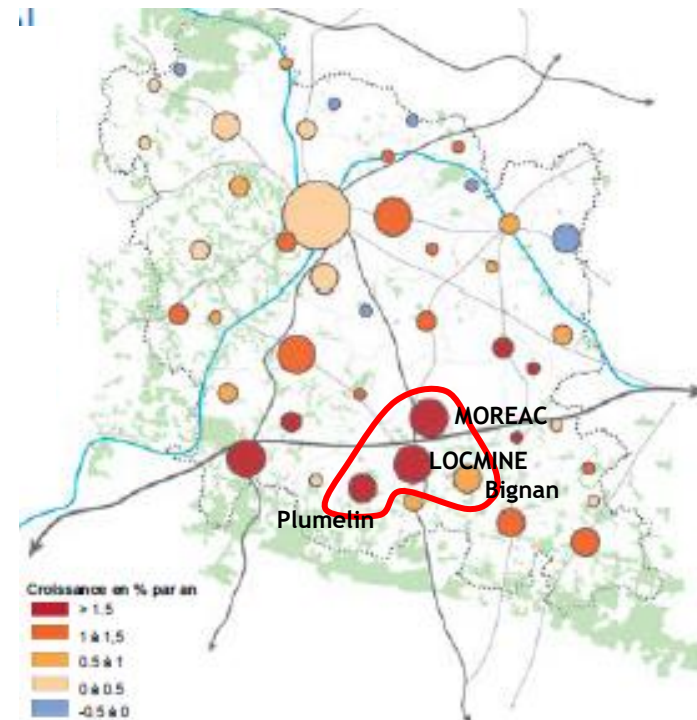 MOREAC
LOCMINE
Bignan
Plumelin
Croissance en % par an
> 1.5
1 à 1,5
0.5 à 1
0 à 0.5
-0.5 à 0